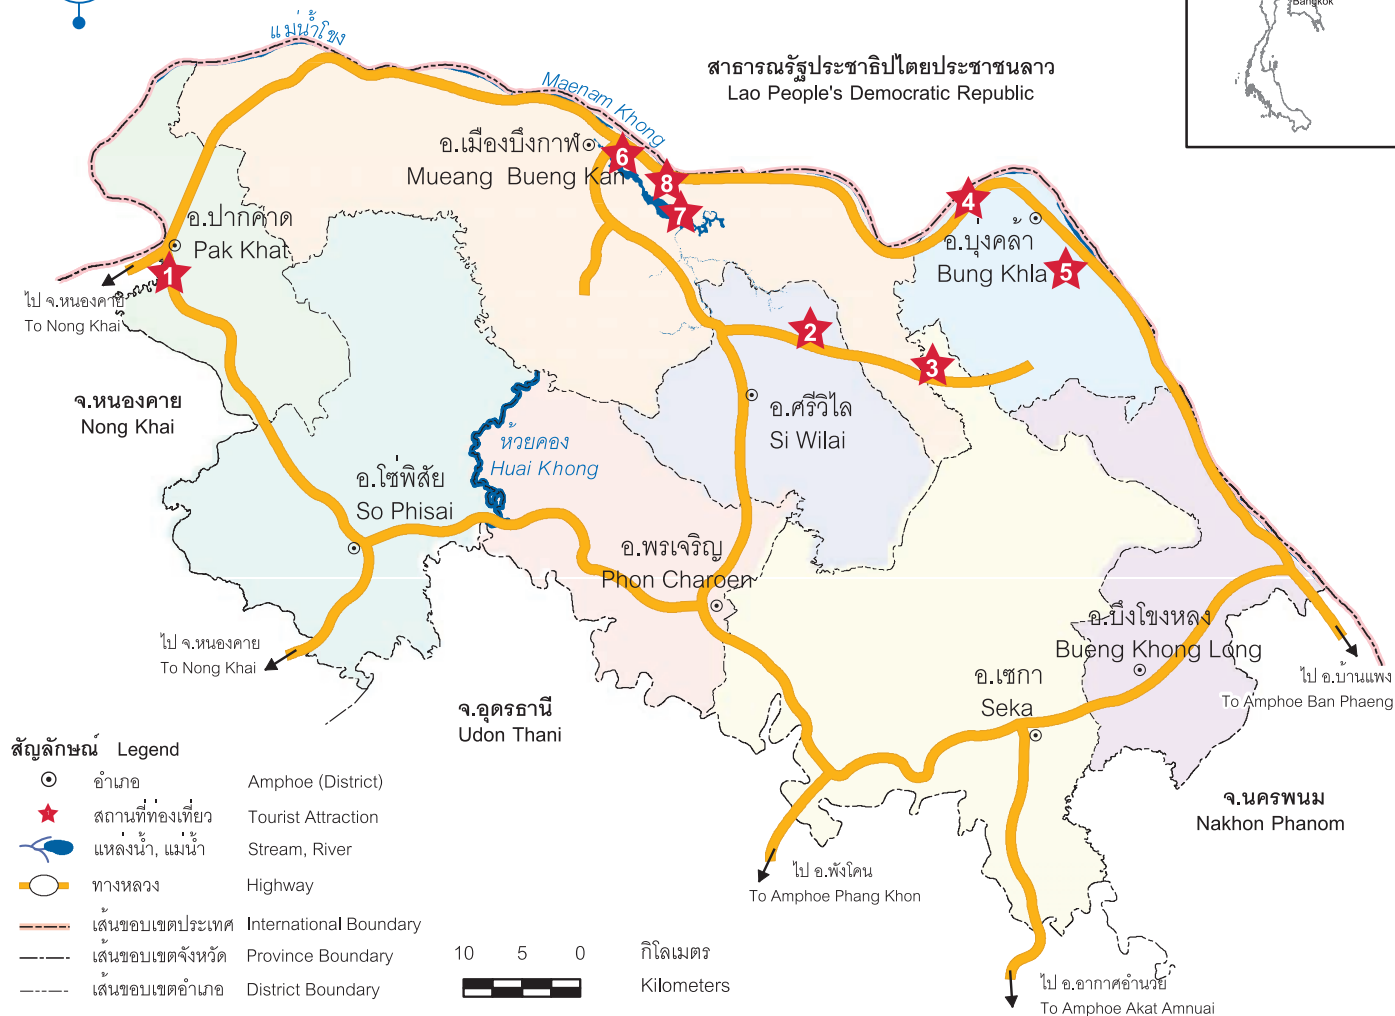 Bangkok
แม่น้ำโขง
Maenam Khong
สาธารณรัฐประชาธิปไตยประชาชนลาว
Lao People's Democratic Republic
อ.เมืองบึงกาฬ
Mueang Bueng Kan
6
8
7
4
อ.ปากคาด
Pak Khat
1
อ.บุ่งคล้า
Bung Khla
5
ไป จ.หนองคาย
To Nong Khai
2
3
จ.หนองคาย
Nong Khai
อ.ศรีวิไล
Si Wilai
ห้วยคอง
Huai Khong
อ.โซ่พิสัย
So Phisai
อ.พรเจริญ
Phon Charoen
อ.บึงโขงหลง
Bueng Khong Long
ไป จ.หนองคาย
To Nong Khai
อ.เซกา
Seka
ไป อ.บ้านแพง
To Amphoe Ban Phaeng
จ.อุดรธานี
Udon Thani
จ.นครพนม
Nakhon Phanom
ไป อ.พังโคน
To Amphoe Phang Khon
ไป อ.อากาศอำนวย
To Amphoe Akat Amnuai
สัญลักษณ์ Legend
อำเภอ Amphoe (District)
สถานที่ท่องเที่ยว Tourist Attraction
แหล่งน้ำ, แม่น้ำ Stream, River
ทางหลวง Highway
เส้นขอบเขตประเทศ International Boundary
เส้นขอบเขตจังหวัด Province Boundary
เส้นขอบเขตอำเภอ District Boundary
10 5 0 กิโลเมตร
Kilometers